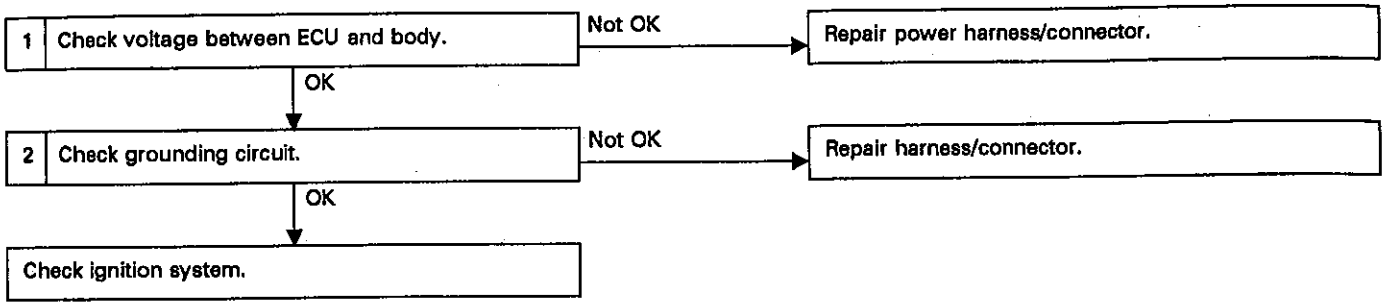 1 Check voltage between ECU and body.
Not OK
Repair power harness/connector.
OK
2 Check grounding circuit.
Not OK
Repair harness/connector.
OK
Check ignition system.